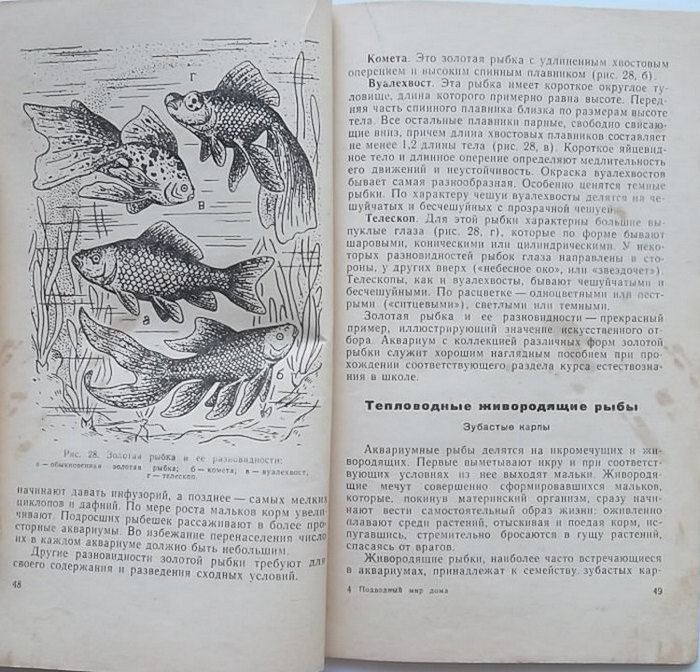 г
в
а
б
Рис. 28. Золотая рыбка и ее разновидности:
а — обыкновенная золотая рыбка; б — комета; в — вуалехвост,
г — телескоп.
начинают давать инфузорий, а позднее — самых мелких
циклопов и дафний. По мере роста мальков корм увели-
чивают. Подросших рыбешек рассаживают в более про-
сторные аквариумы. Во избежание перенаселения число
их в каждом аквариуме должно быть небольшим.
Другие разновидности золотой рыбки требуют для
своего содержания и разведения сходных условий.
48
Комета. Это золотая рыбка с удлиненным хвостовым
оперением и высоким спинным плавником (рис. 28, б).
Вуалехвост. Эта рыбка имеет короткое округлое ту-
ловище, длина которого примерно равна высоте. Перед-
няя часть спинного плавника близка по размерам высоте
тела. Все остальные плавники парные, свободно свисаю-
щие вниз, причем длина хвостовых плавников составляет
не менее 1,2 длины тела (рис. 28, в). Короткое яйцевид-
ное тело и длинное оперение определяют медлительность
его движений и неустойчивость. Окраска вуалехвостов
бывает самая разнообразная. Особенно ценятся темные
рыбки. По характеру чешуи вуалехвосты делятся на че-
шуйчатых и бесчешуйных с прозрачной чешуей.
Телескоп. Для этой рыбки характерны большие вы-
пуклые глаза (рис. 28, г), которые по форме бывают
шаровыми, коническими или цилиндрическими. У неко-
торых разновидностей рыбок глаза направлены в сто-
роны, у других вверх («небесное око», или «звездочет»).
Телескопы, как и вуалехвосты, бывают чешуйчатыми и
бесчешуйными. По расцветке — одноцветными или пест-
рыми («ситцевыми»), светлыми или темными.
Золотая рыбка и ее разновидности — прекрасный
пример, иллюстрирующий значение искусственного от-
бора. Аквариум с коллекцией различных форм золотой
рыбки служит хорошим наглядным пособием при про-
хождении соответствующего раздела курса естествозна-
ния в школе.
Тепловодные живородящие рыбы
Зубастые карпы
Аквариумные рыбы делятся на икромечущих и жи-
вородящих. Первые выметывают икру и при соответст-
вующих условиях из нее выходят мальки. Живородя-
щие мечут совершенно сформировавшихся мальков,
которые, покинув материнский организм, сразу начи-
нают вести самостоятельный образ жизни: оживленно
плавают среди растений, отыскивая и поедая корм, ис-
пугавшись, стремительно бросаются в гущу растений,
спасаясь от врагов.
Живородящие рыбки, наиболее часто встречающиеся
в аквариумах, принадлежат к семейству зубастых кар-
4 Подводный мир дома
49